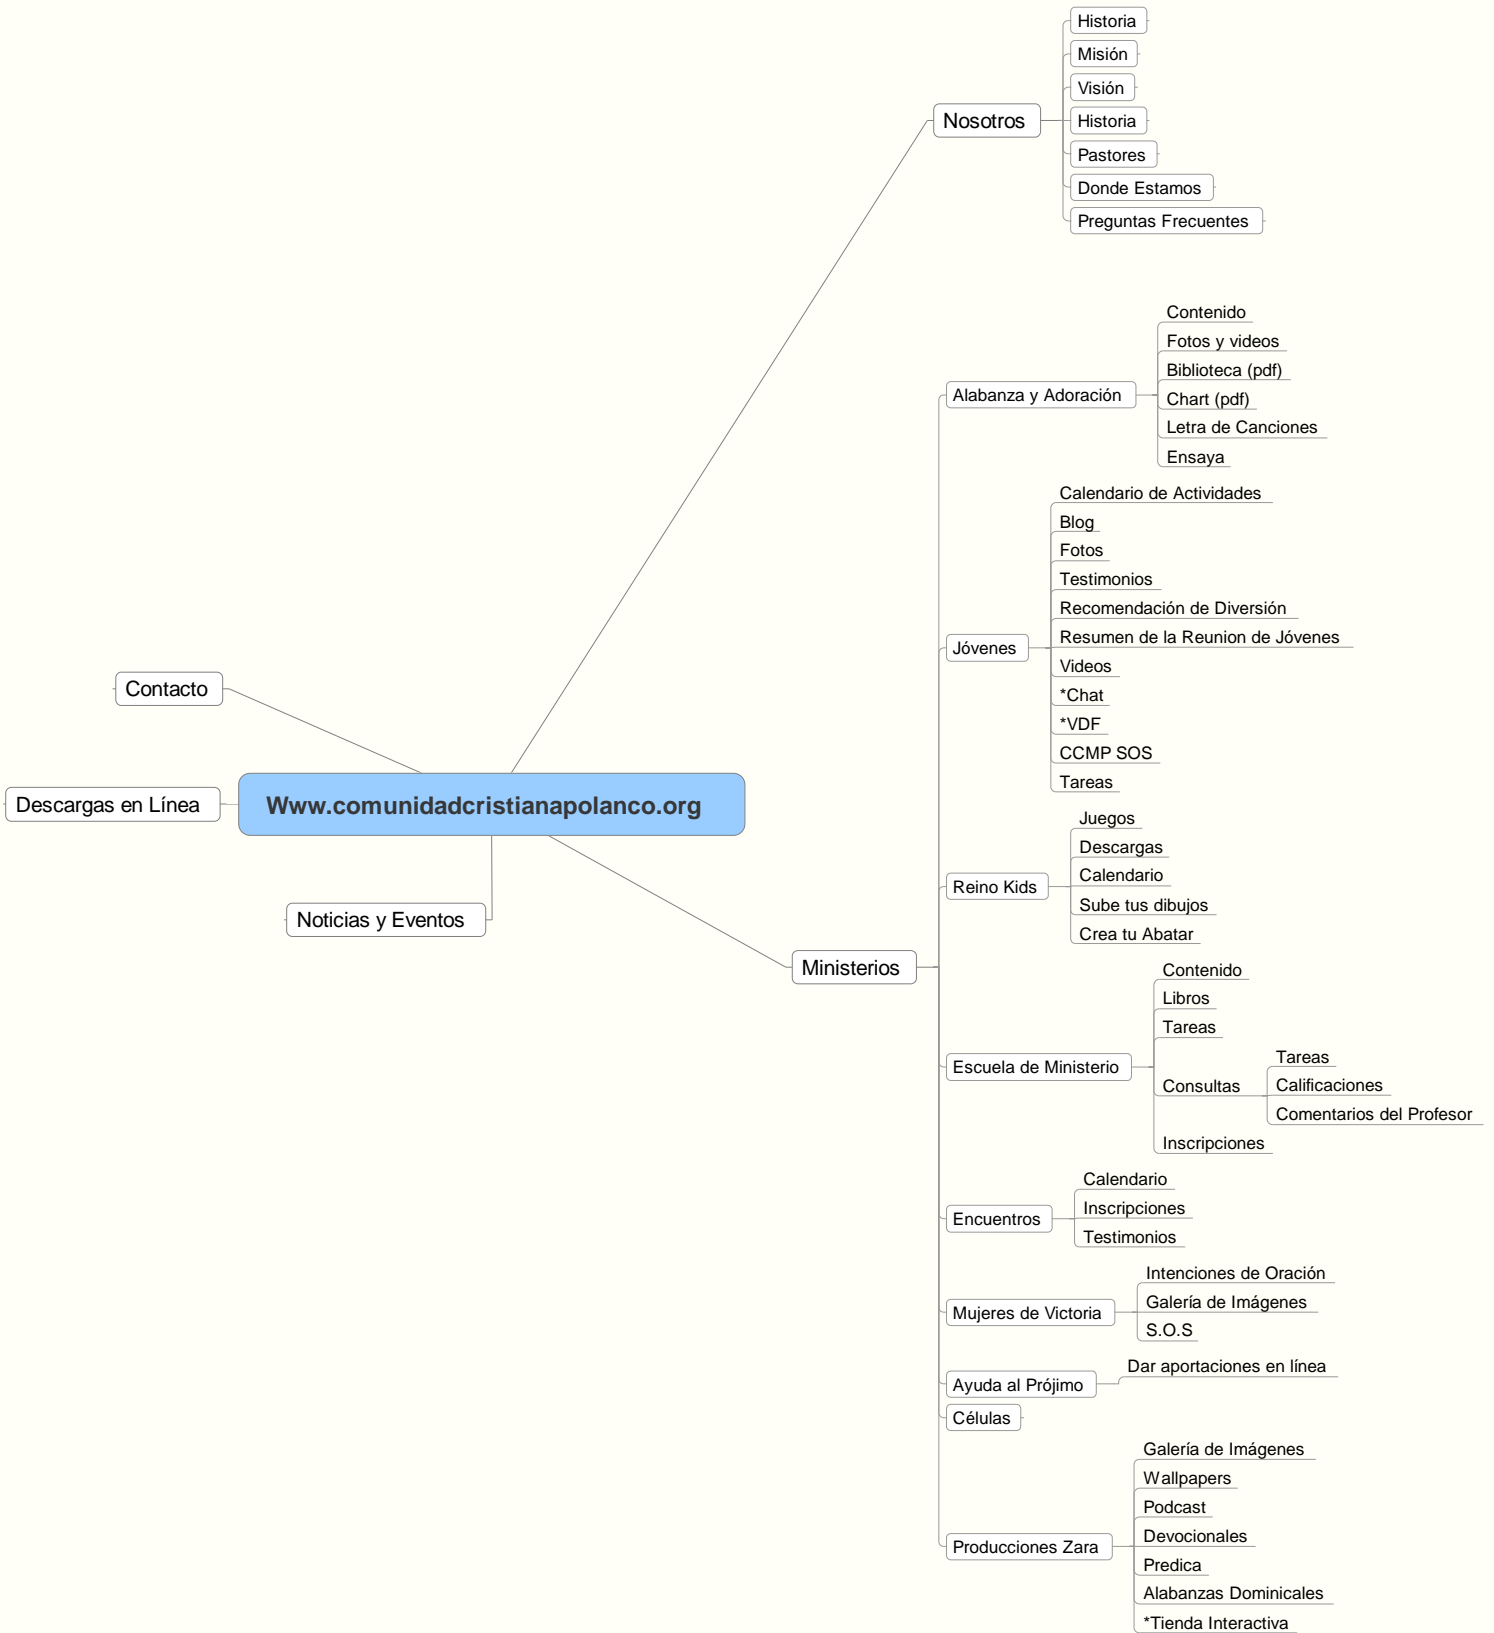 Www.comunidadcristianapolanco.org
Nosotros
Historia
Misión
Visión
Historia
Pastores
Donde Estamos
Preguntas Frecuentes
Ministerios
Alabanza y Adoración
Contenido
Fotos y videos
Biblioteca (pdf)
Chart (pdf)
Letra de Canciones
Ensaya
Jóvenes
Calendario de Actividades
Blog
Fotos
Testimonios
Recomendación de Diversión
Resumen de la Reunion de Jóvenes
Videos
*Chat
*VDF
CCMP SOS
Tareas
Reino Kids
Juegos
Descargas
Calendario
Sube tus dibujos
Crea tu Abatar
Escuela de Ministerio
Contenido
Libros
Tareas
Consultas
Tareas
Calificaciones
Comentarios del Profesor
Inscripciones
Encuentros
Calendario
Inscripciones
Testimonios
Mujeres de Victoria
Intenciones de Oración
Galería de Imágenes
S.O.S
Ayuda al Prójimo
Dar aportaciones en línea
Células
Producciones Zara
Galería de Imágenes
Wallpapers
Podcast
Devocionales
Predica
Alabanzas Dominicales
*Tienda Interactiva
Noticias y Eventos
Descargas en Línea
Contacto